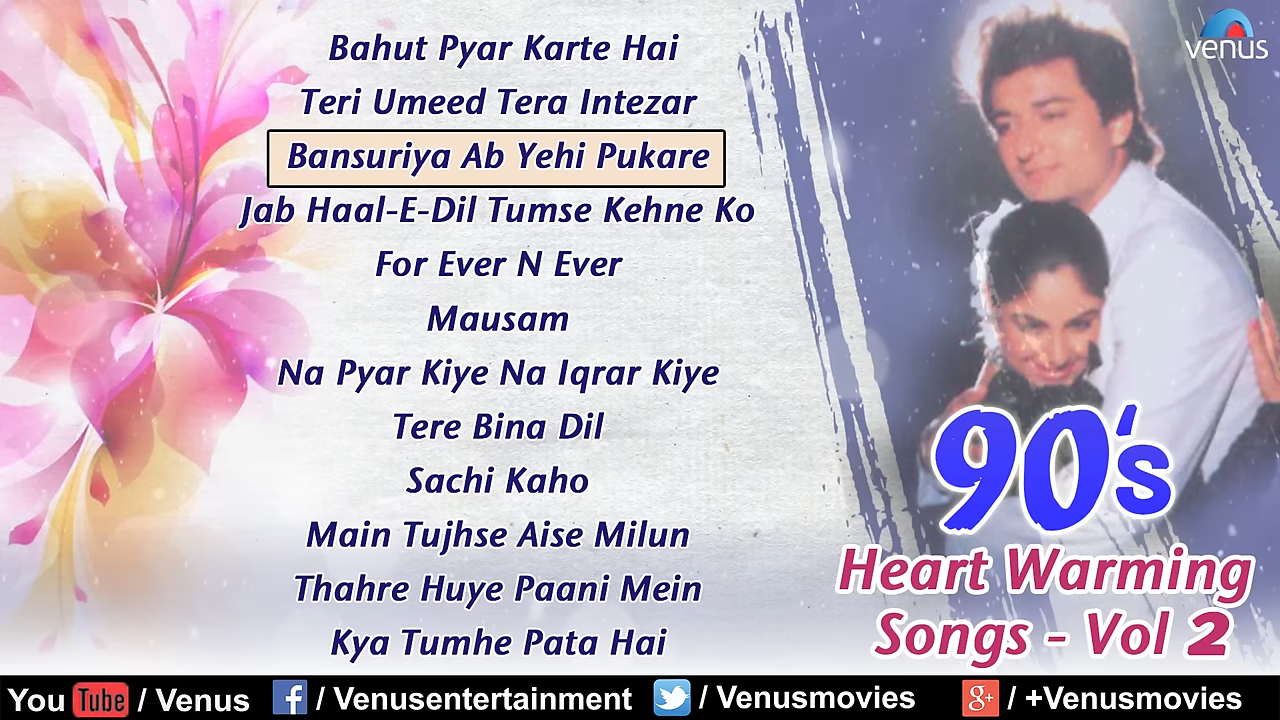 Bahut Pyar Karte Hai
Teri Umeed Tera Intezar
Bansuriya Ab Yehi Pukare
Jab Haal-E-Dil Tumse Kehne Ko
For Ever N Ever
Mausam
Na Pyar Kiye Na Iqrar Kiye
Tere Bina Dil
Sachi Kaho
Main Tujhse Aise Milun
Thahre Huye Paani Mein
Kya Tumhe Pata Hai
venus
90's
Heart Warming
Songs - Vol 2
You Tube / Venus f / Venusentertainment / Venusmovies g+ / +Venusmovies